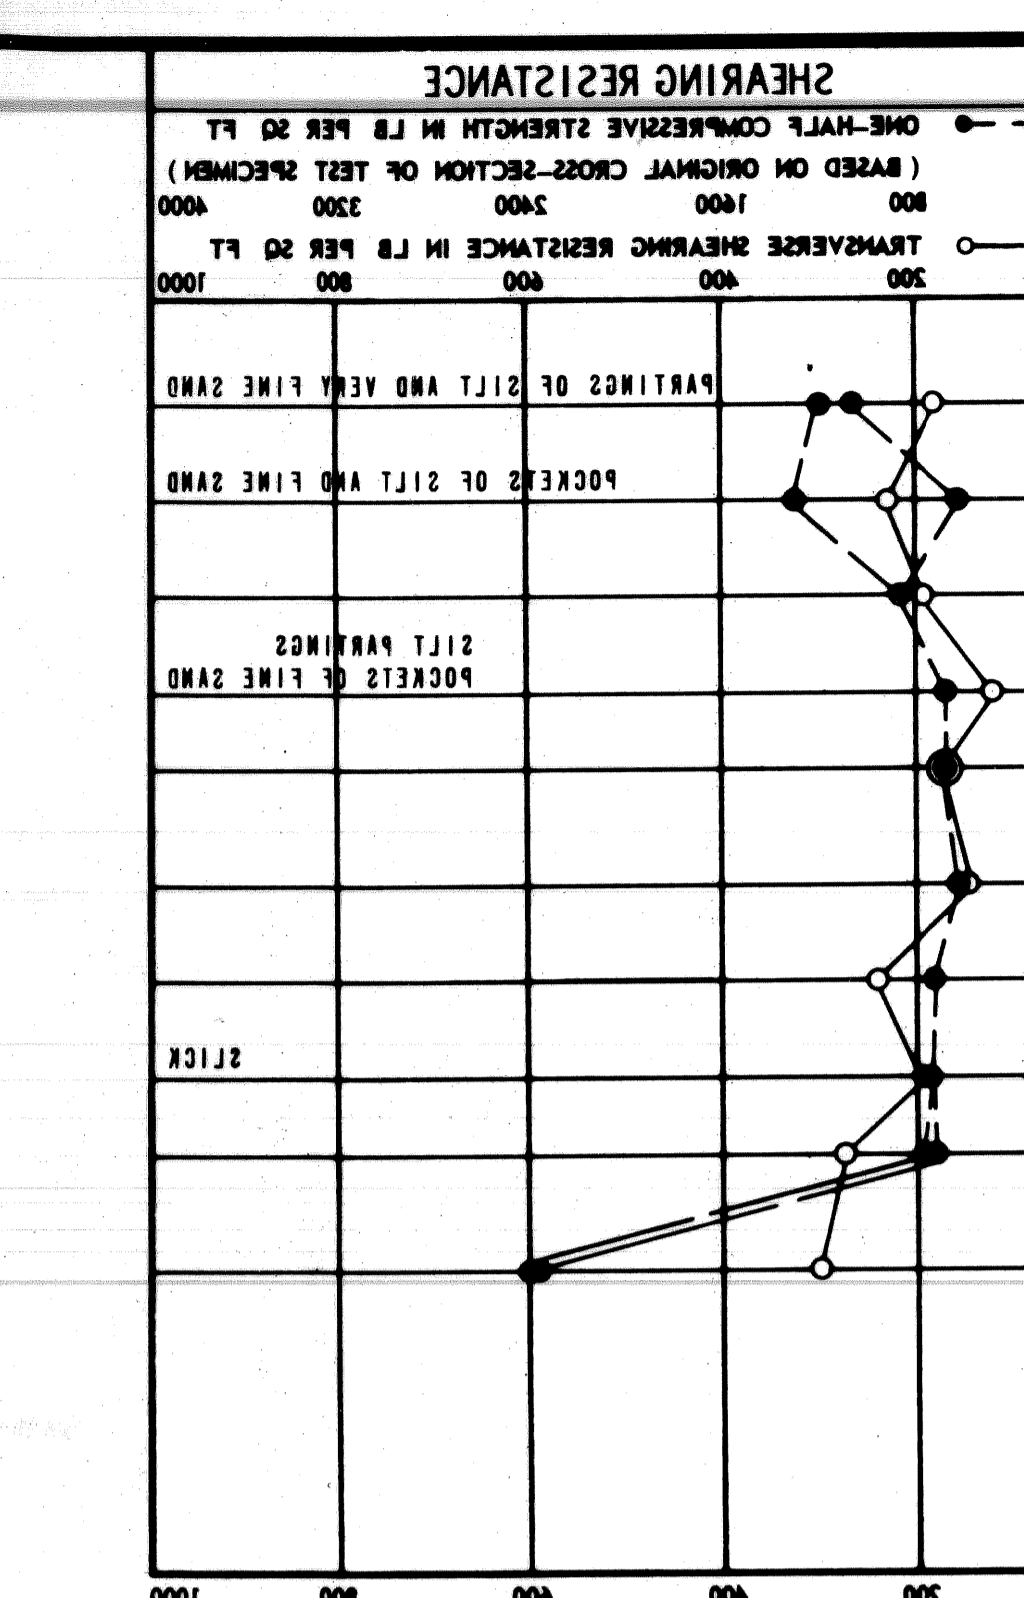 SHEARING RESISTANCE
ONE-HALF COMPRESSIVE STRENGTH IN LB PER SQ FT
(BASED ON ORIGINAL CROSS-SECTION OF TEST SPECIMEN)
800 1600 2400 3200 4000
TRANSVERSE SHEARING RESISTANCE IN LB PER SQ FT
200 400 600 800 1000
PARTINGS OF SILT AND VERY FINE SAND
POCKETS OF SILT AND FINE SAND
SILT PARTINGS
POCKETS OF FINE SAND
SLICK
200 400 600 800 1000